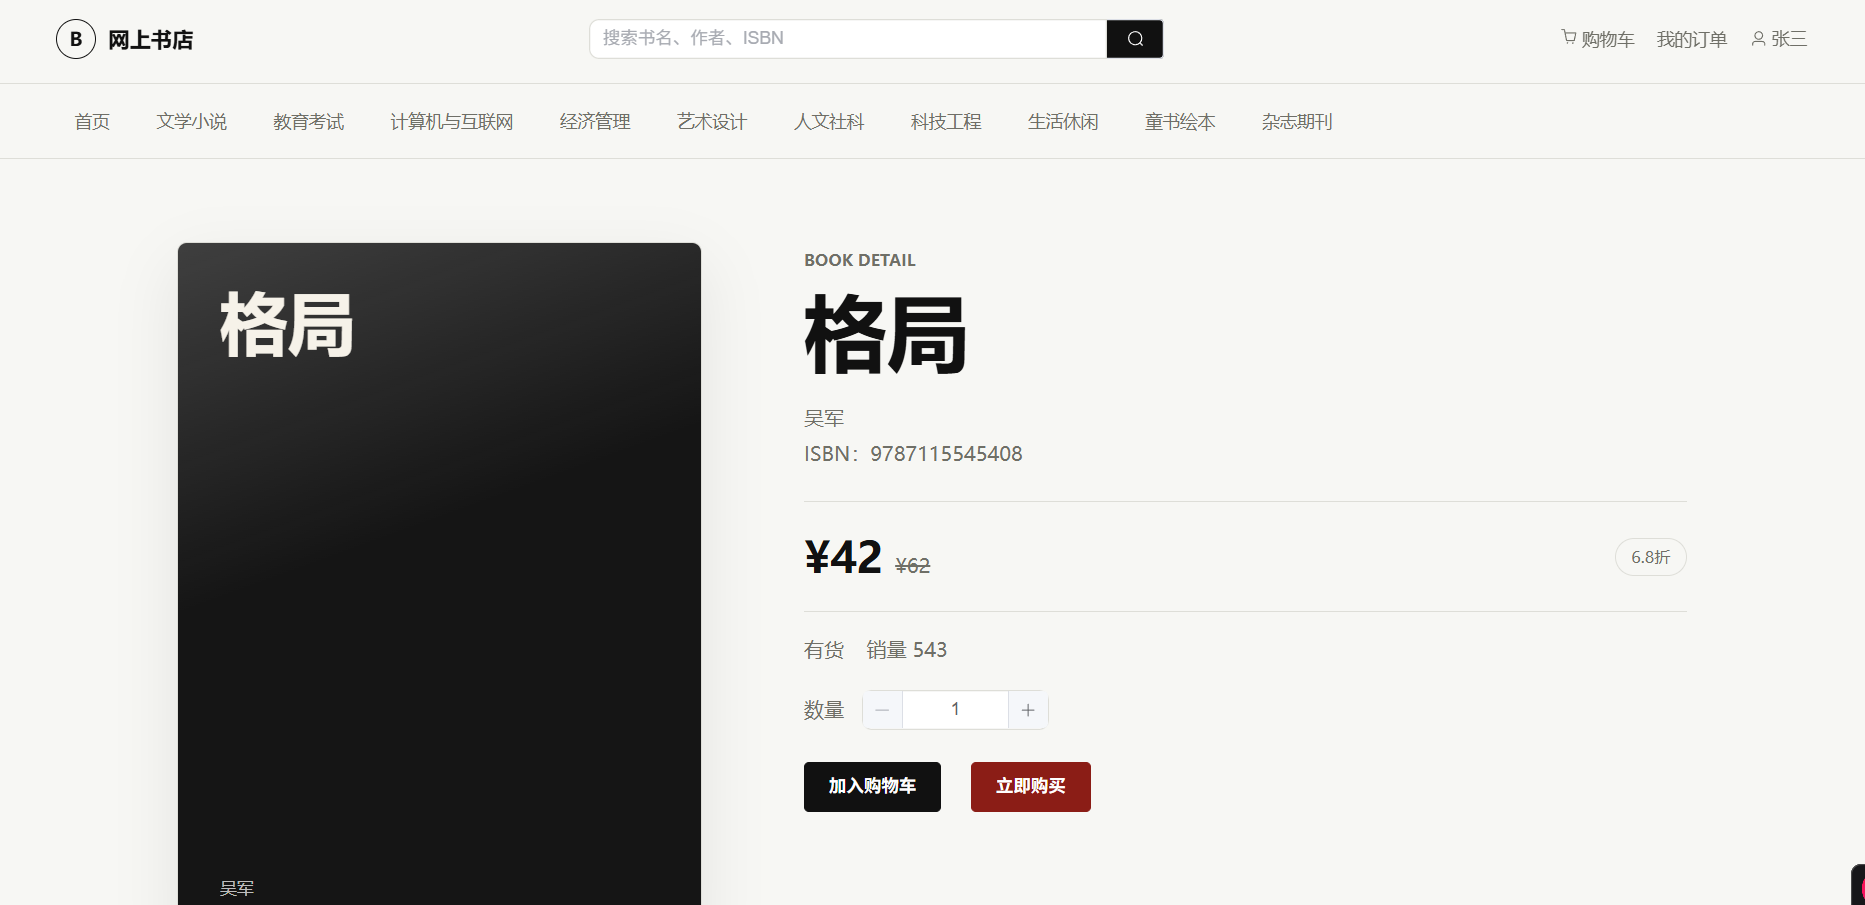 B 网上书店
搜索书名、作者、ISBN
购物车 我的订单 张三
首页 文学小说 教育考试 计算机与互联网 经济管理 艺术设计 人文社科 科技工程 生活休闲 童书绘本 杂志期刊
格局
吴军
BOOK DETAIL
格局
吴军
ISBN：9787115545408
¥42 ¥62 6.8折
有货 销量 543
数量 1
加入购物车 立即购买